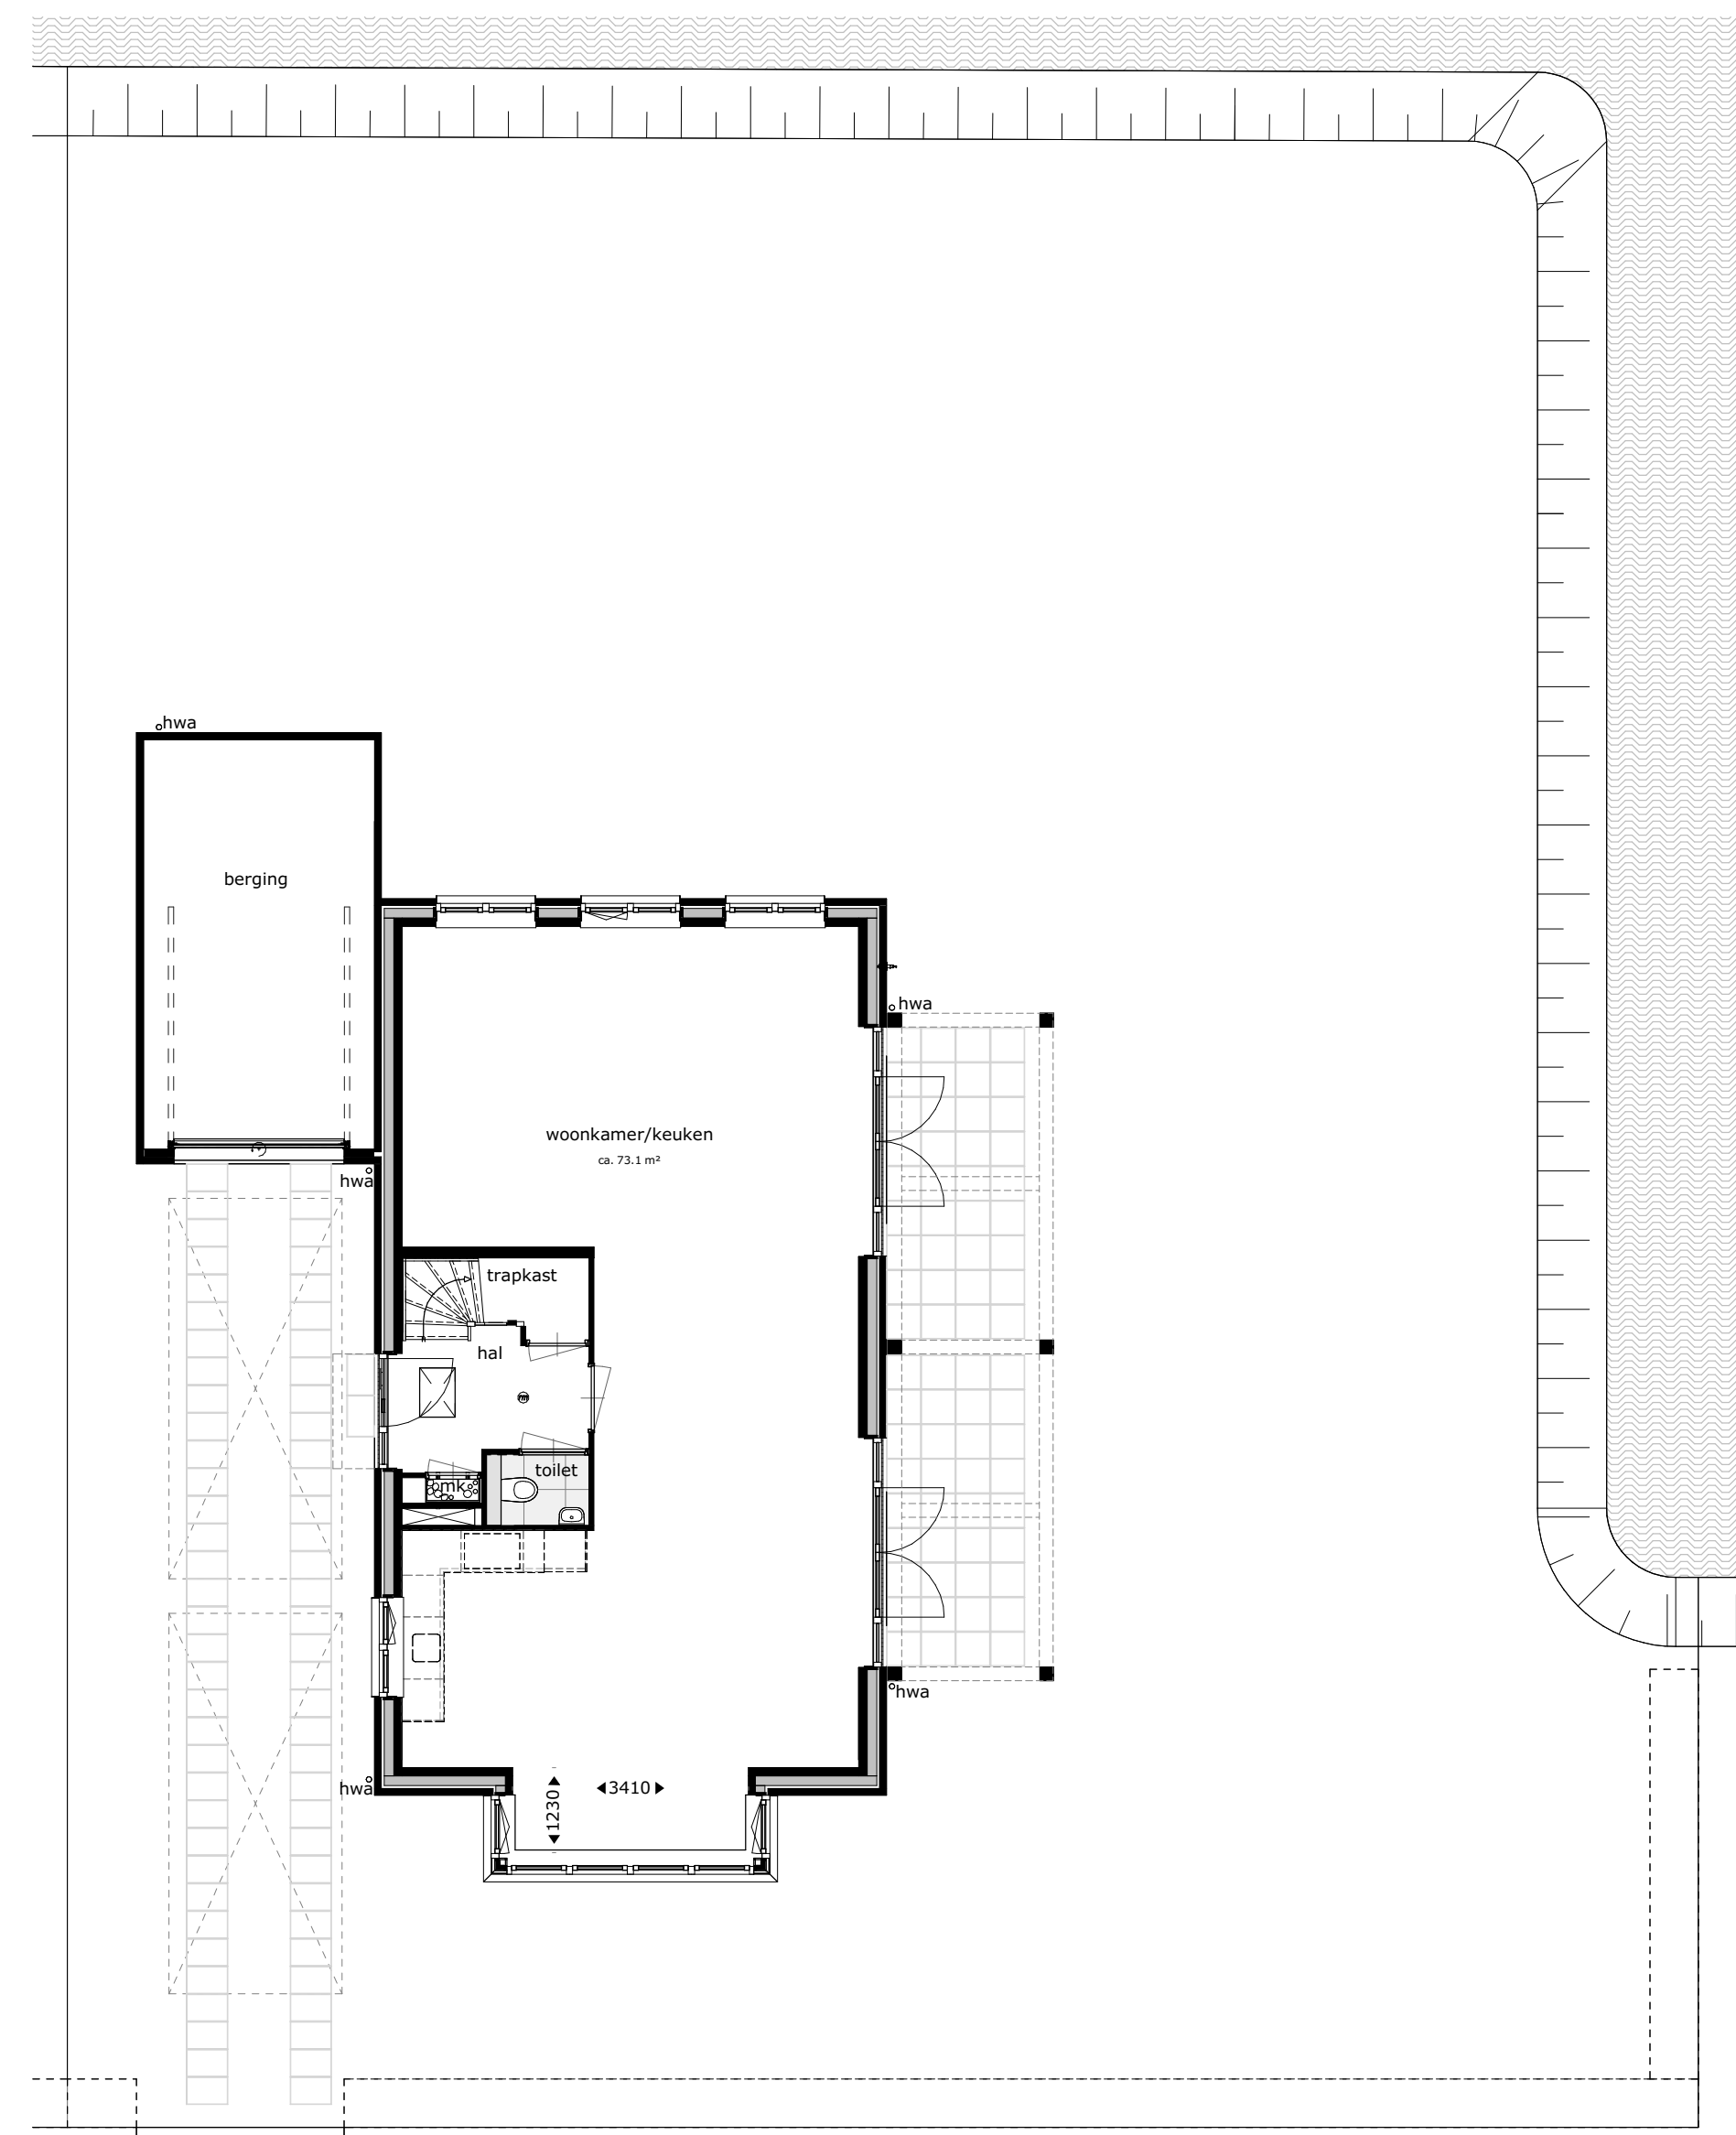 hwa
berging
hwa
woonkamer/keuken
ca. 73.1 m²
hwa
trapkast
hal
toilet
mk
hwa
hwa
1230
3410